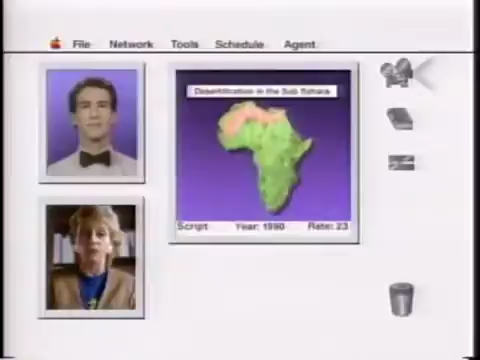 File Network Tools Schedule Agent
Desertification in the Sub Sahara
Script Year: 1990 Rate: 23